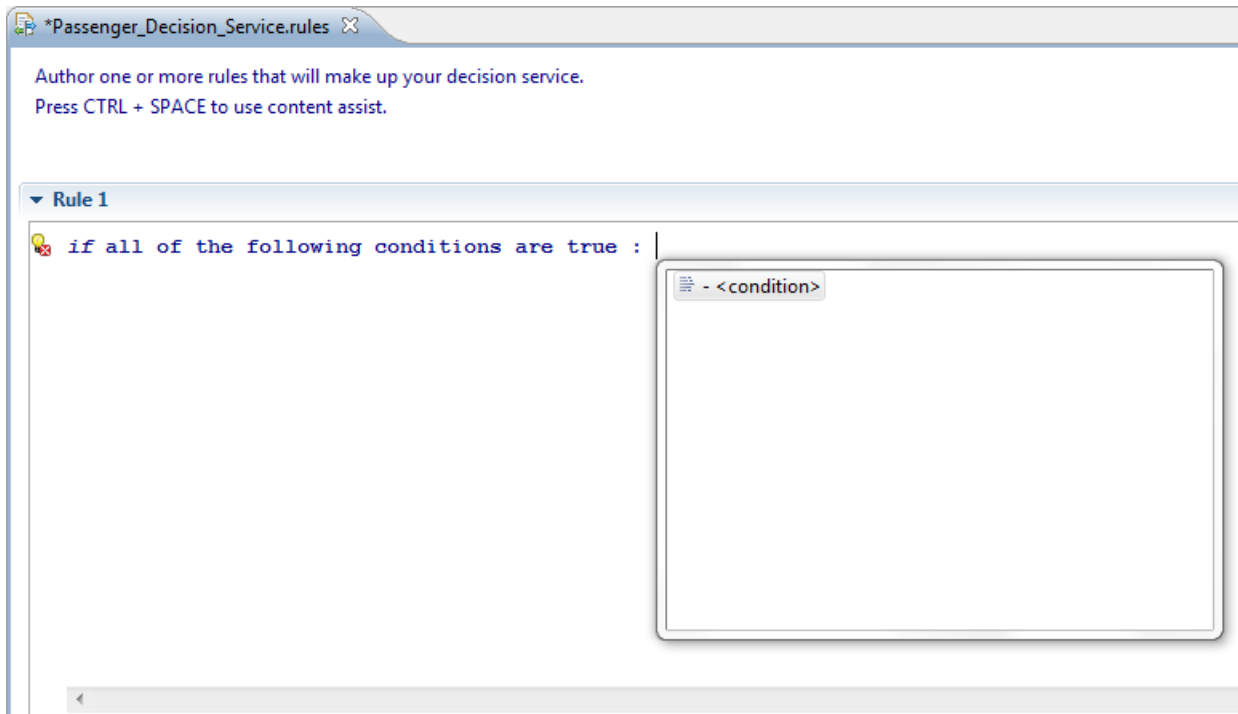 *Passenger_Decision_Service.rules
Author one or more rules that will make up your decision service.
Press CTRL + SPACE to use content assist.
Rule 1
if all of the following conditions are true :
- <condition>